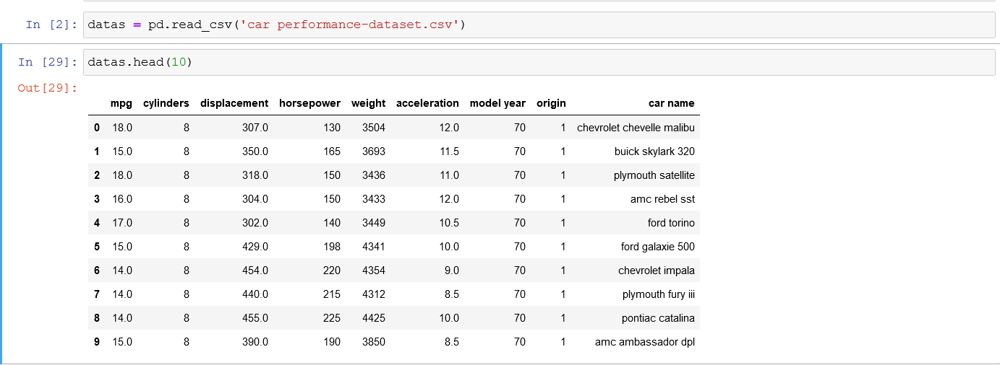 In [2]: datas = pd.read_csv('car performance-dataset.csv')
In [29]: datas.head(10)
Out[29]:
mpg cylinders displacement horsepower weight acceleration model year origin car name
0 18.0 8 307.0 130 3504 12.0 70 1 chevrolet chevelle malibu
1 15.0 8 350.0 165 3693 11.5 70 1 buick skylark 320
2 18.0 8 318.0 150 3436 11.0 70 1 plymouth satellite
3 16.0 8 304.0 150 3433 12.0 70 1 amc rebel sst
4 17.0 8 302.0 140 3449 10.5 70 1 ford torino
5 15.0 8 429.0 198 4341 10.0 70 1 ford galaxie 500
6 14.0 8 454.0 220 4354 9.0 70 1 chevrolet impala
7 14.0 8 440.0 215 4312 8.5 70 1 plymouth fury iii
8 14.0 8 455.0 225 4425 10.0 70 1 pontiac catalina
9 15.0 8 390.0 190 3850 8.5 70 1 amc ambassador dpl